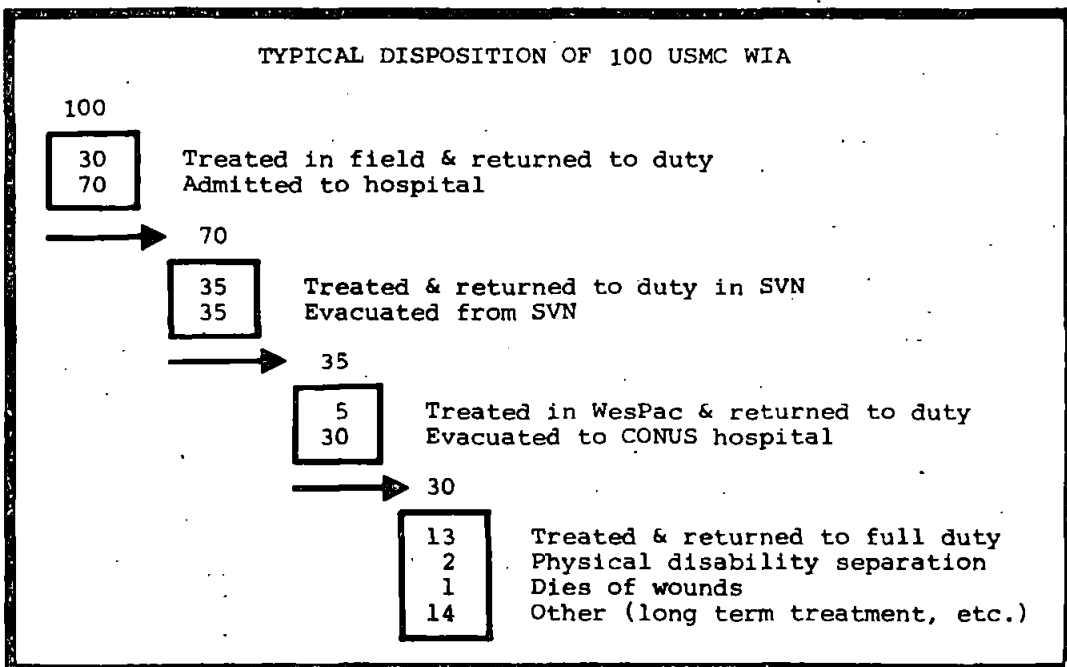 TYPICAL DISPOSITION OF 100 USMC WIA
100
30 Treated in field & returned to duty
70 Admitted to hospital
70
35 Treated & returned to duty in SVN
35 Evacuated from SVN
35
5 Treated in WesPac & returned to duty
30 Evacuated to CONUS hospital
30
13 Treated & returned to full duty
2 Physical disability separation
1 Dies of wounds
14 Other (long term treatment, etc.)